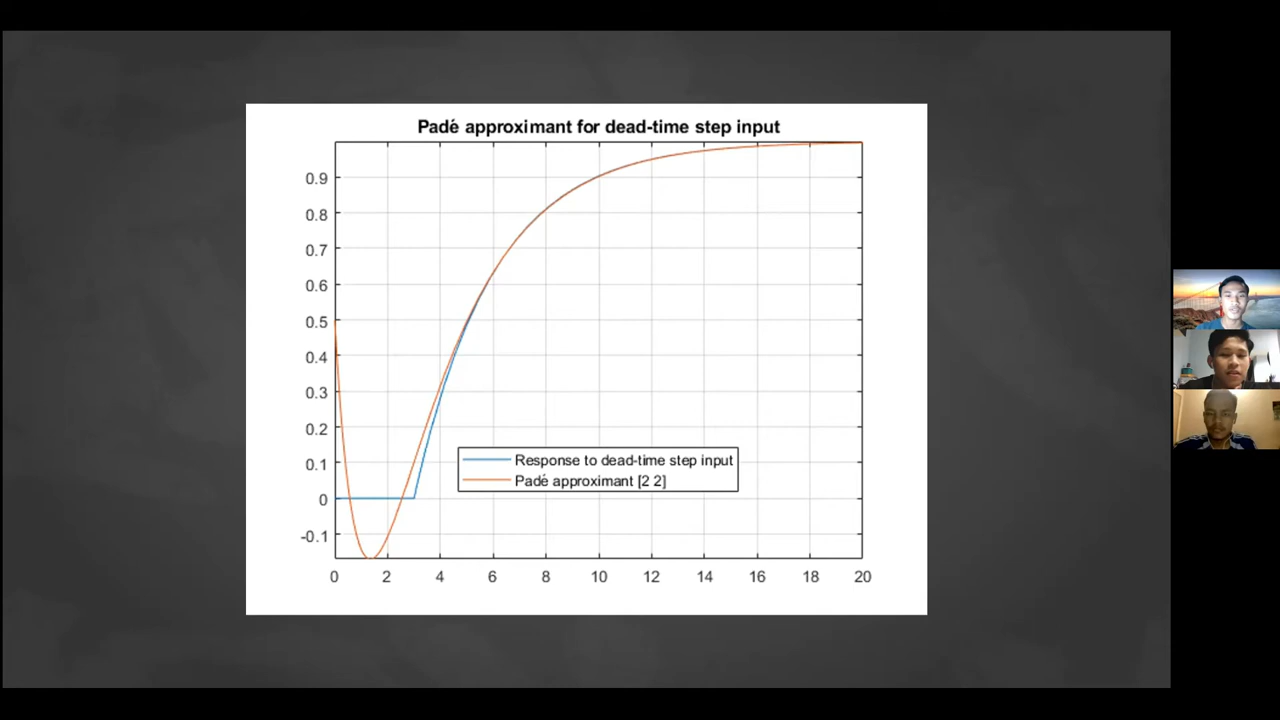 Padé approximant for dead-time step input
0.9
0.8
0.7
0.6
0.5
0.4
0.3
0.2
0.1
0
-0.1
Response to dead-time step input
Padé approximant [2 2]
0 2 4 6 8 10 12 14 16 18 20